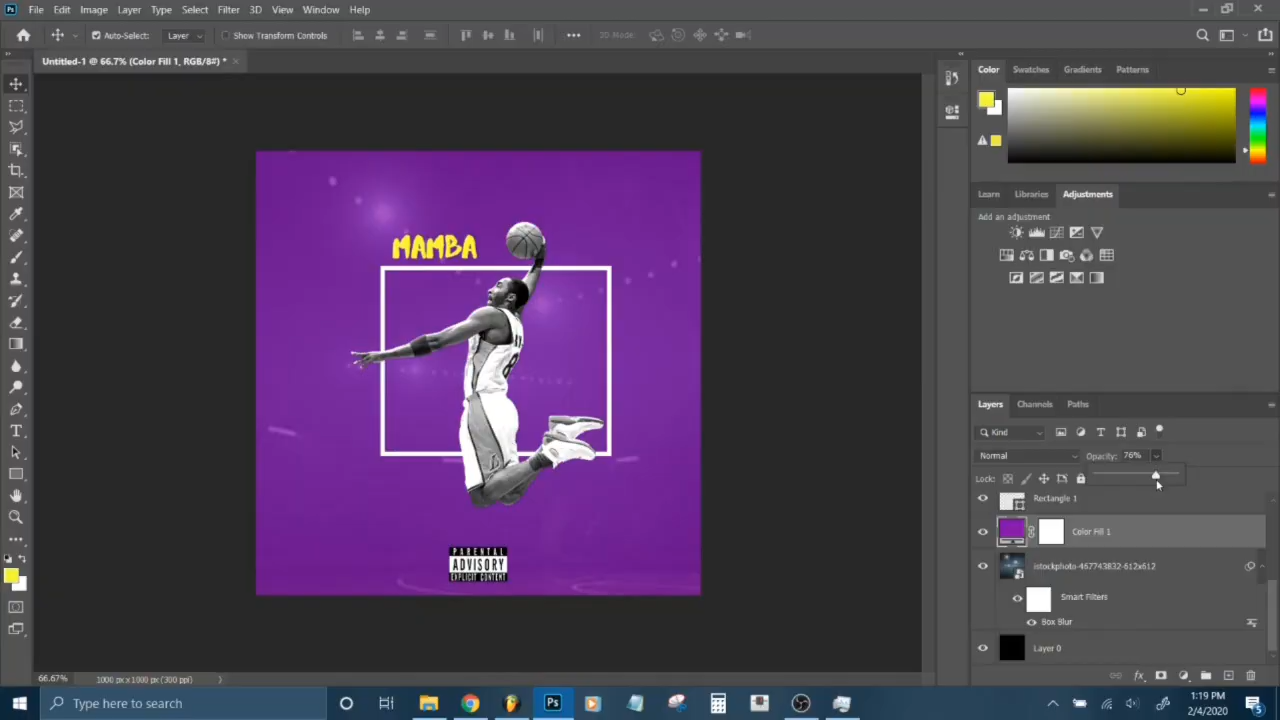 File Edit Image Layer Type Select Filter 3D View Window Help
Auto-Select: Layer Show Transform Controls 3D Mode:
Untitled-1 @ 66.7% (Color Fill 1, RGB/8#) *
Color Swatches Gradients Patterns
Learn Libraries Adjustments
Add an adjustment
MAMBA
8
PARENTAL
ADVISORY
EXPLICIT CONTENT
Layers Channels Paths
Kind
Normal Opacity: 76%
Lock:
Rectangle 1
Color Fill 1
istockphoto-467743832-612x612
Smart Filters
Box Blur
Layer 0
66.67% 1000 px x 1000 px (300 ppi)
Type here to search
1:19 PM
2/4/2020
5